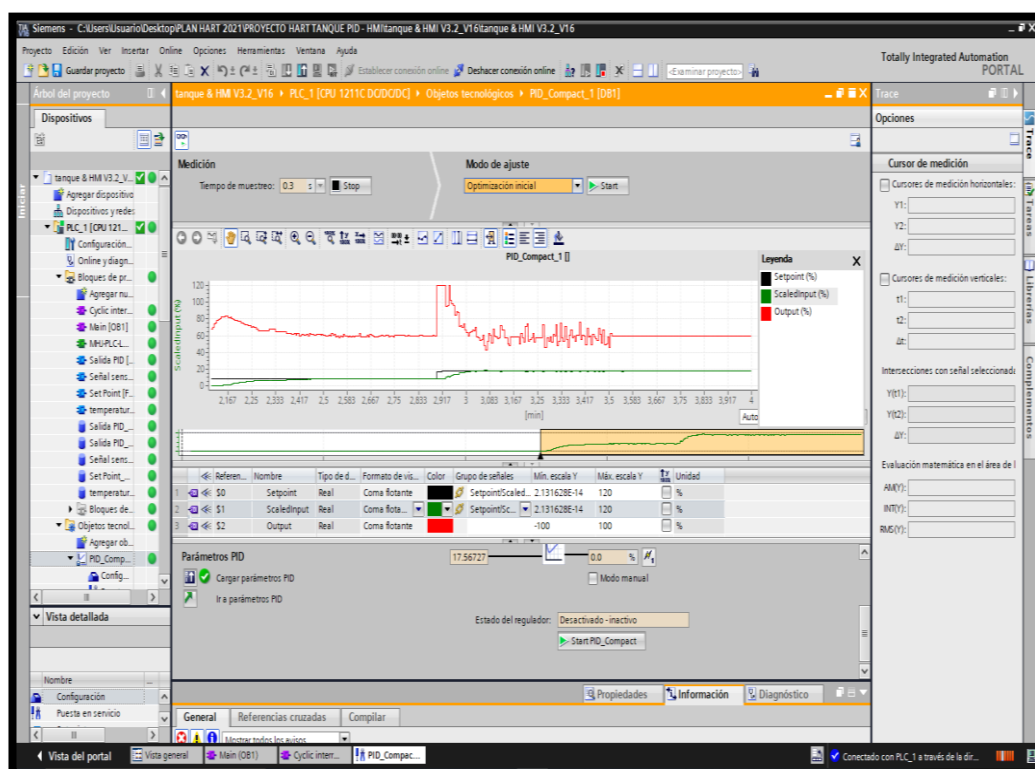 Siemens - C:\Users\Usuario\Desktop\PLAN HART 2021\PROYECTO HART TANQUE PID - HMI\tanque & HMI V3.2_V16\tanque & HMI V3.2_V16
Proyecto Edición Ver Insertar Online Opciones Herramientas Ventana Ayuda
Totally Integrated Automation
PORTAL
Guardar proyecto
Establecer conexión online
Deshacer conexión online
<Examinar proyecto>
Árbol del proyecto
tanque & HMI V3.2_V16 PLC_1 [CPU 1211C DC/DC/DC] Objetos tecnológicos PID_Compact_1 [DB1]
Trace
Dispositivos
Opciones
Iniciar
tanque & HMI V3.2_V...
Agregar dispositivo
Dispositivos y redes
PLC_1 [CPU 121...
Configuración...
Online y diagn...
Bloques de pr...
Agregar nu...
Cyclic inter...
Main [OB1]
MHJ-PLC-L...
Salida PID [...
Señal sens...
Set Point [F...
temperatur...
Salida PID_...
Salida PID_...
Señal sens...
Set Point_...
temperatur...
Bloques de...
Objetos tecnol...
Agregar ob...
PID_Comp...
Config...
Vista detallada
Nombre
Configuración
Puesta en servicio
Medición
Tiempo de muestreo: 0.3 s
Stop
Modo de ajuste
Optimización inicial
Start
PID_Compact_1 []
ScaledInput (%)
120
100
80
60
40
20
0
2,167 2,25 2,333 2,417 2,5 2,583 2,667 2,75 2,833 2,917 3 3,083 3,167 3,25 3,333 3,417 3,5 3,583 3,667 3,75 3,833 3,917 4
[min]
Auto
Leyenda X
Setpoint (%)
ScaledInput (%)
Output (%)
Referen... Nombre Tipo de d... Formato de vis... Color Grupo de señales Mín. escala Y Máx. escala Y Unidad
1 $0 Setpoint Real Coma flotante Setpoint/Scaled... 2.131628E-14 120 %
2 $1 ScaledInput Real Coma flota... Setpoint/Sc... 2.131628E-14 120 %
3 $2 Output Real Coma flotante -100 100 %
Parámetros PID
Cargar parámetros PID
Ir a parámetros PID
17.56727
0.0 %
Modo manual
Estado del regulador: Desactivado - inactivo
Start PID_Compact
Propiedades Información Diagnóstico
General Referencias cruzadas Compilar
Mostrar todos los avisos
Cursor de medición
Cursores de medición horizontales:
Y1:
Y2:
ΔY:
Cursores de medición verticales:
t1:
t2:
Δt:
Intersecciones con señal seleccionada
Y(t1):
Y(t2):
ΔY:
Evaluación matemática en el área de l
AM(Y):
INT(Y):
RMS(Y):
Trace
Tareas
Librerías
Complementos
Vista del portal
Vista general
Main (OB1)
Cyclic interr...
PID_Compac...
Conectado con PLC_1 a través de la dir...